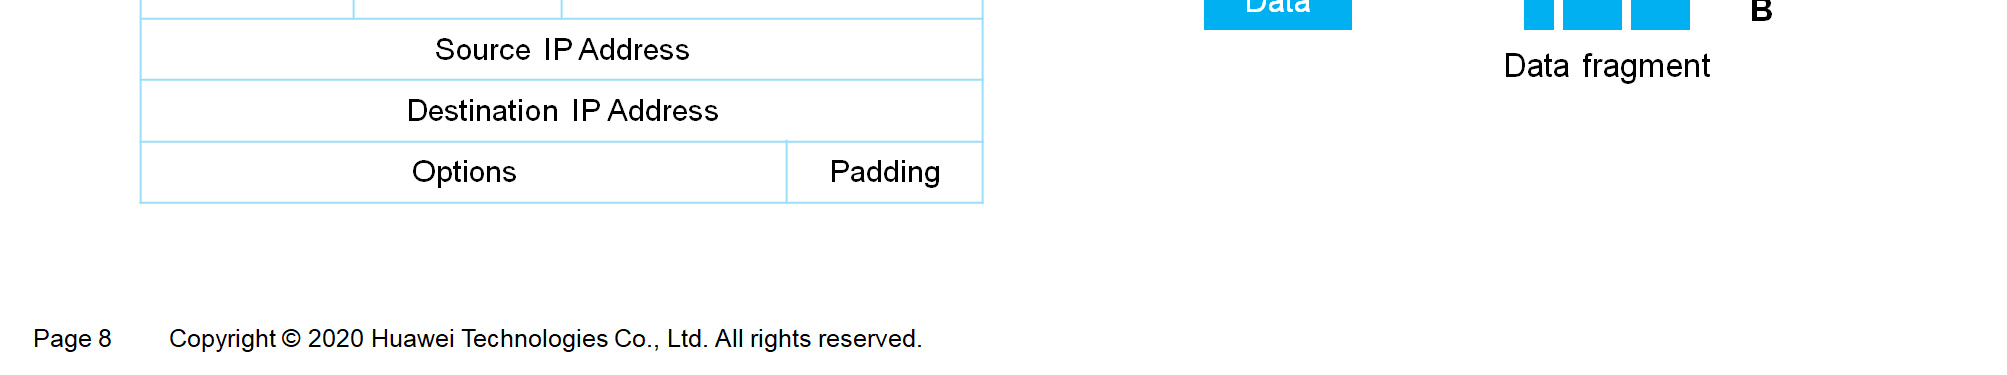 Data
B
Source IP Address
Data fragment
Destination IP Address
Options
Padding
Page 8
Copyright © 2020 Huawei Technologies Co., Ltd. All rights reserved.